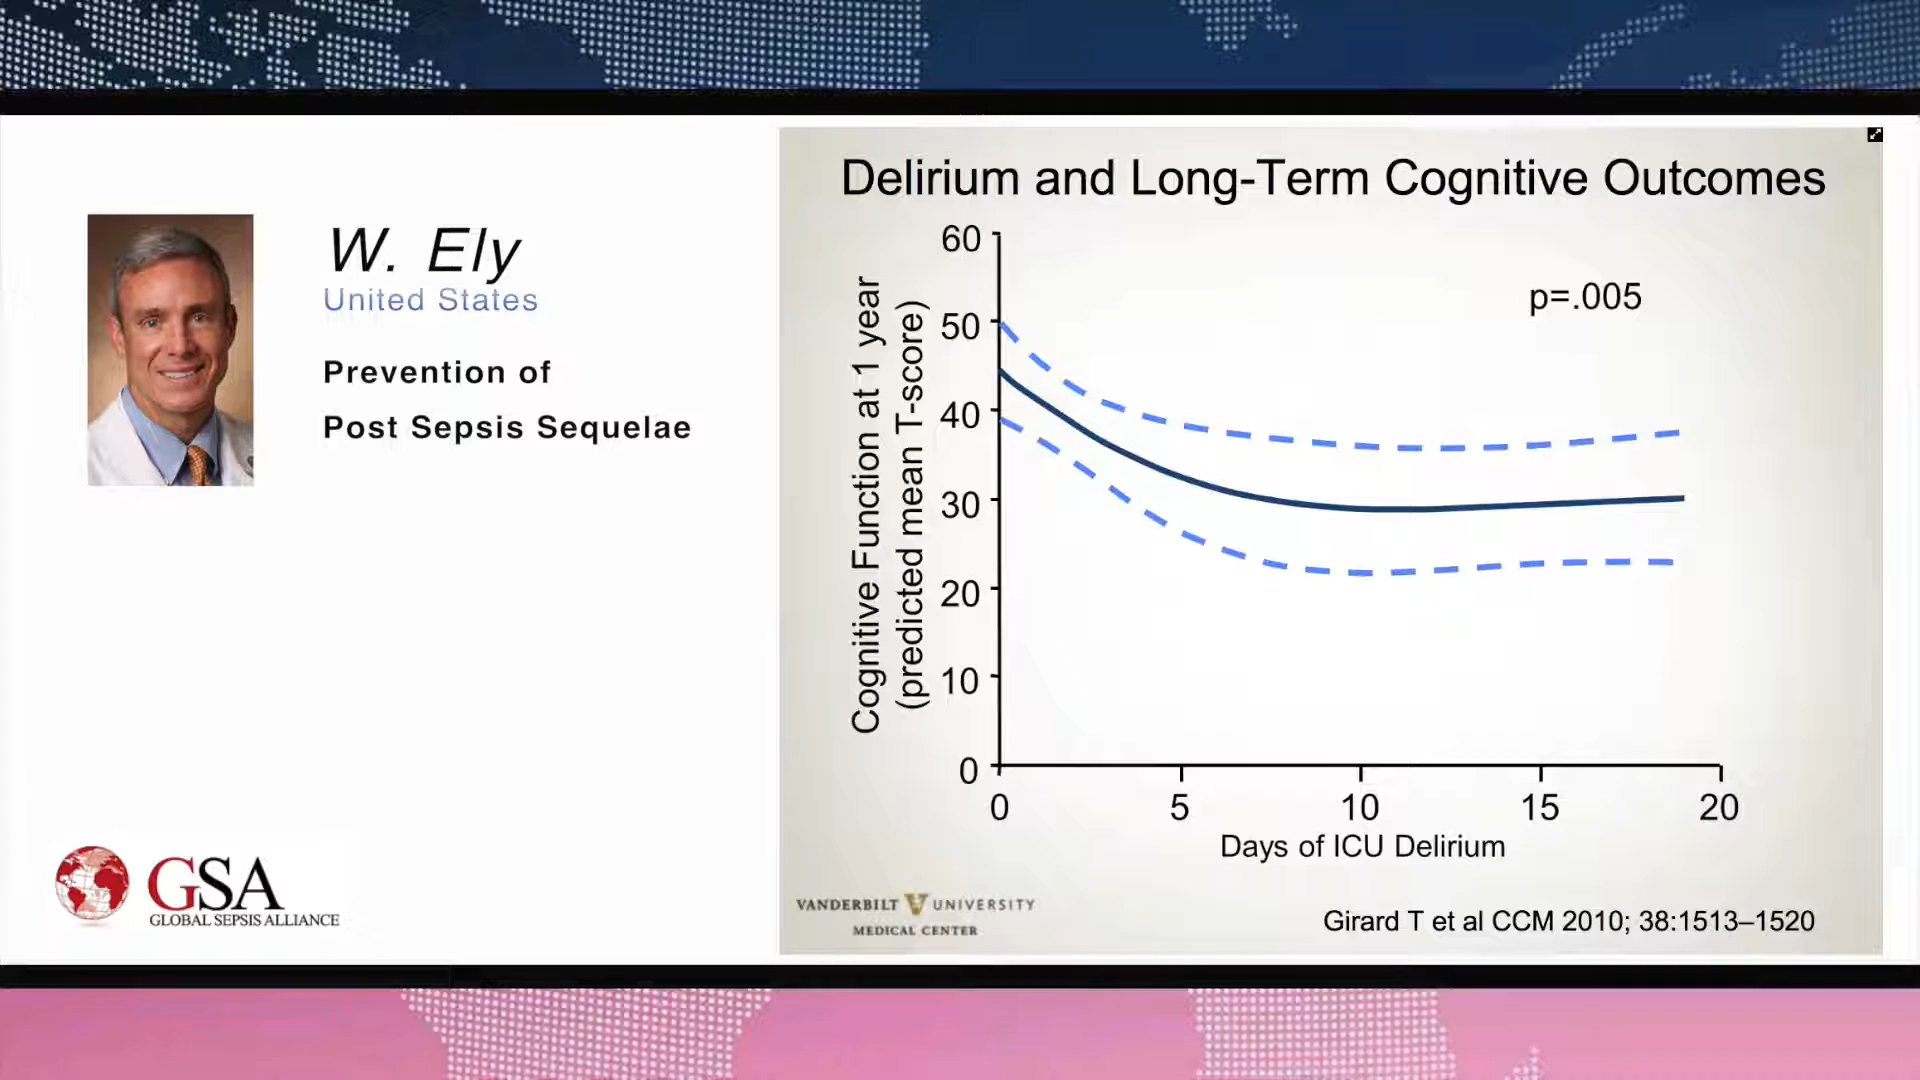 W. Ely
United States
Prevention of
Post Sepsis Sequelae
GSA
GLOBAL SEPSIS ALLIANCE
Delirium and Long-Term Cognitive Outcomes
Cognitive Function at 1 year
(predicted mean T-score)
60
50
40
30
20
10
0
p=.005
0 5 10 15 20
Days of ICU Delirium
VANDERBILT V UNIVERSITY
MEDICAL CENTER
Girard T et al CCM 2010; 38:1513–1520